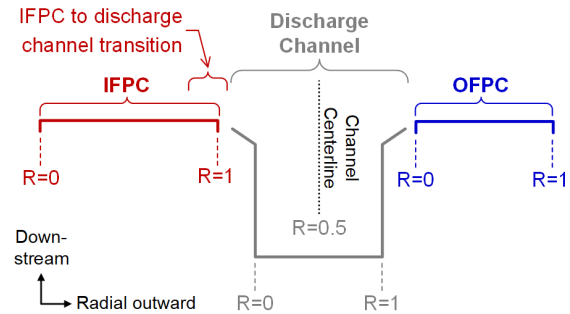 IFPC to discharge
channel transition
Discharge
Channel
IFPC
OFPC
Channel
Centerline
R=0
R=1
R=0
R=1
R=0.5
Down-
stream
Radial outward
R=0
R=1